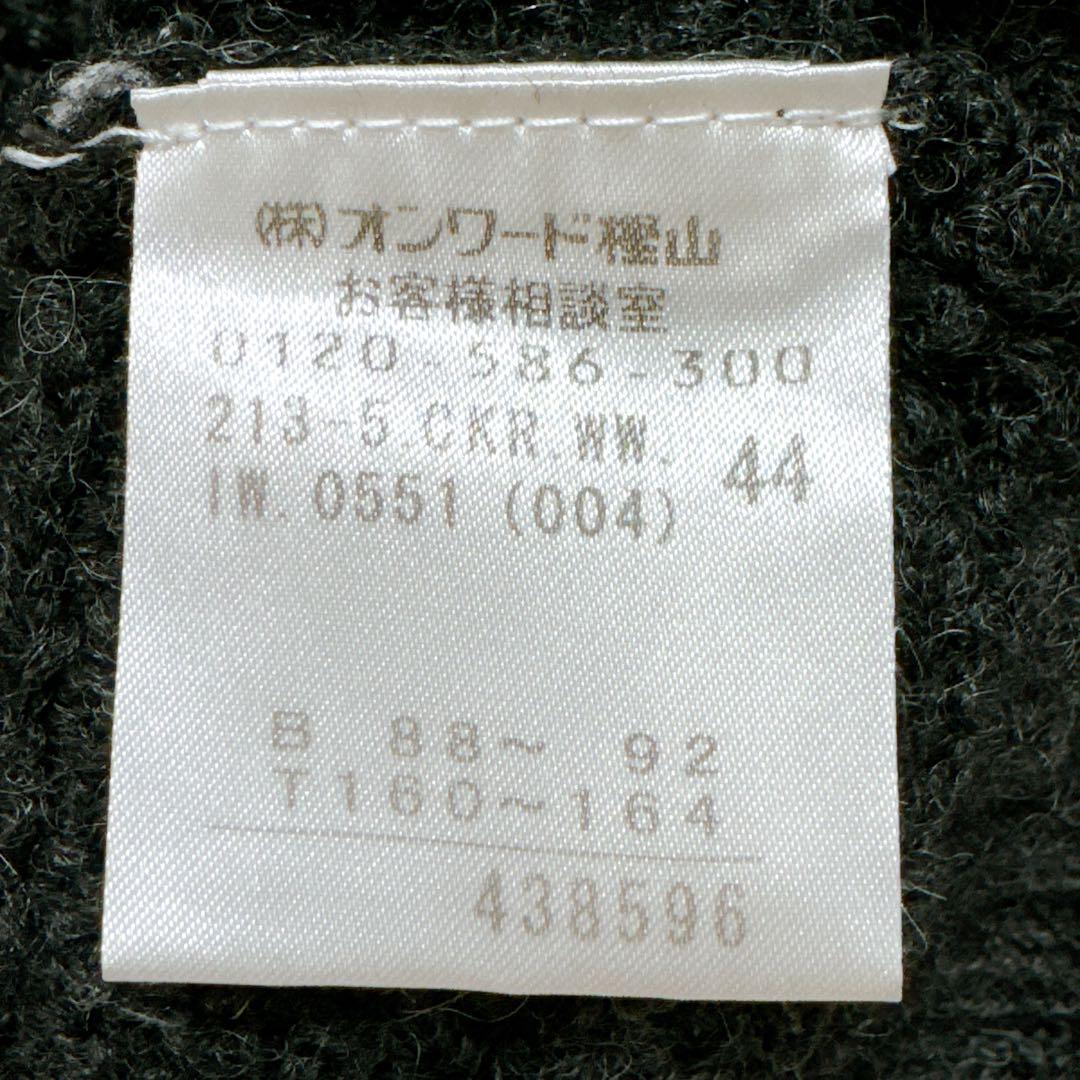 (株)オンワード樫山
お客様相談室
0120-586-300
213-5.CKR.WW. 44
IW.0551 (004)
B 88～ 92
T160～164
438596